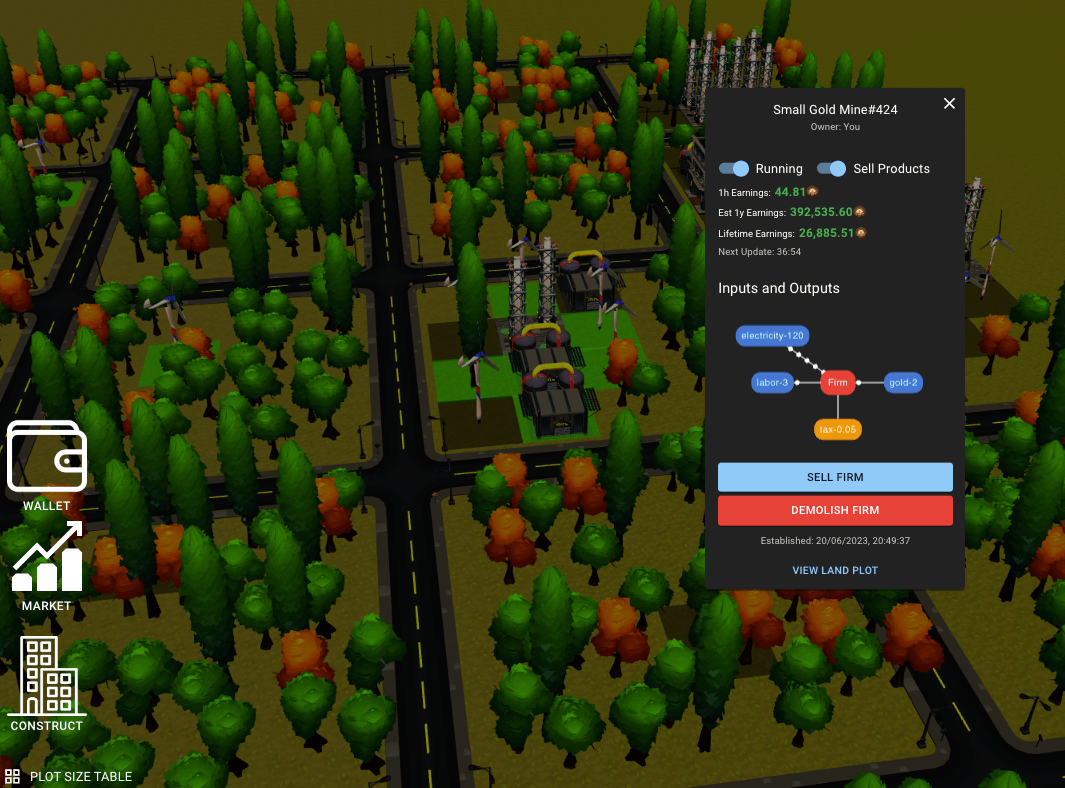 Small Gold Mine#424
Owner: You
Running Sell Products
1h Earnings: 44.81
Est 1y Earnings: 392,535.60
Lifetime Earnings: 26,885.51
Next Update: 36:54
Inputs and Outputs
electricity-120
labor-3 Firm gold-2
tax-0.05
SELL FIRM
DEMOLISH FIRM
Established: 20/06/2023, 20:49:37
VIEW LAND PLOT
WALLET
MARKET
CONSTRUCT
PLOT SIZE TABLE